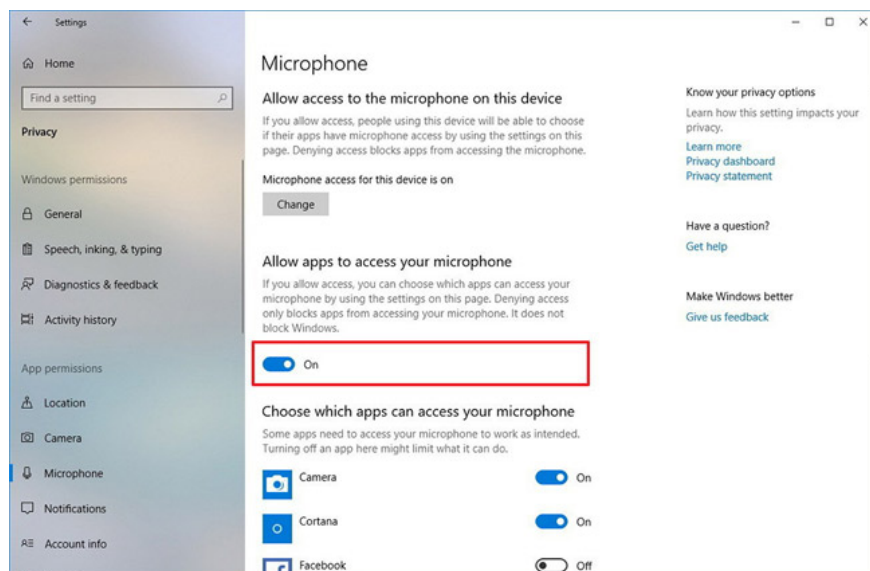 Settings
Home
Find a setting
Privacy
Windows permissions
General
Speech, inking, & typing
Diagnostics & feedback
Activity history
App permissions
Location
Camera
Microphone
Notifications
Account info
Microphone
Allow access to the microphone on this device
If you allow access, people using this device will be able to choose
if their apps have microphone access by using the settings on this
page. Denying access blocks apps from accessing the microphone.
Microphone access for this device is on
Change
Allow apps to access your microphone
If you allow access, you can choose which apps can access your
microphone by using the settings on this page. Denying access
only blocks apps from accessing your microphone. It does not
block Windows.
On
Choose which apps can access your microphone
Some apps need to access your microphone to work as intended.
Turning off an app here might limit what it can do.
Camera On
Cortana On
Facebook Off
Know your privacy options
Learn how this setting impacts your
privacy.
Learn more
Privacy dashboard
Privacy statement
Have a question?
Get help
Make Windows better
Give us feedback